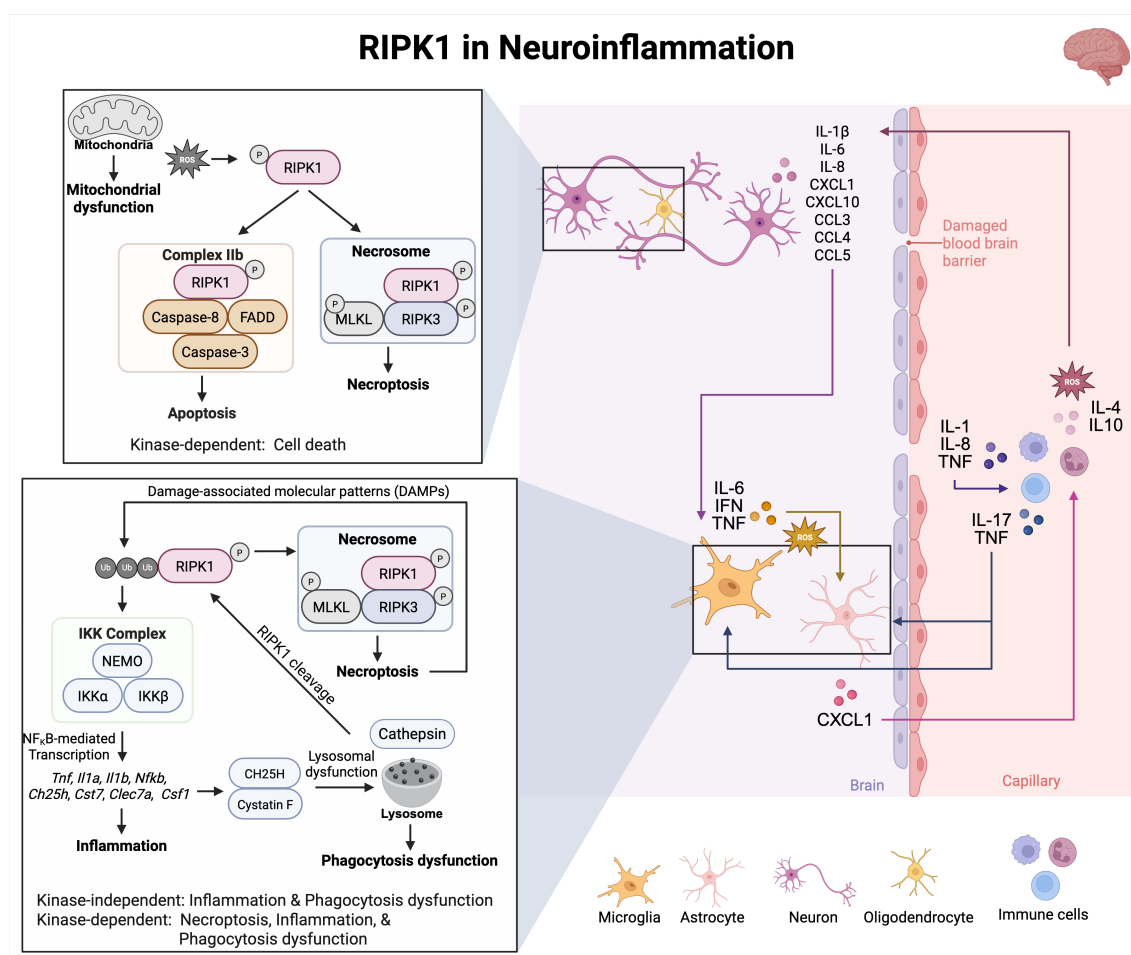 RIPK1 in Neuroinflammation
Mitochondria
Mitochondrial
dysfunction
ROS
P
RIPK1
Complex IIb
RIPK1
P
Caspase-8
FADD
Caspase-3
Apoptosis
Necrosome
P
RIPK1
P
MLKL
RIPK3
P
Necroptosis
Kinase-dependent: Cell death
Damage-associated molecular patterns (DAMPs)
Ub
Ub
Ub
RIPK1
P
Necrosome
P
RIPK1
P
MLKL
RIPK3
P
Necroptosis
IKK Complex
NEMO
IKKα
IKKβ
RIPK1 cleavage
NFκB-mediated
Transcription
Tnf, Il1a, Il1b, Nfkb,
Ch25h, Cst7, Clec7a, Csf1
Inflammation
CH25H
Cystatin F
Lysosomal
dysfunction
Cathepsin
Lysosome
Phagocytosis dysfunction
Kinase-independent: Inflammation & Phagocytosis dysfunction
Kinase-dependent: Necroptosis, Inflammation, &
Phagocytosis dysfunction
IL-1β
IL-6
IL-8
CXCL1
CXCL10
CCL3
CCL4
CCL5
Damaged
blood brain
barrier
ROS
IL-4
IL10
IL-1
IL-8
TNF
IL-17
TNF
IL-6
IFN
TNF
ROS
CXCL1
Brain
Capillary
Microglia
Astrocyte
Neuron
Oligodendrocyte
Immune cells